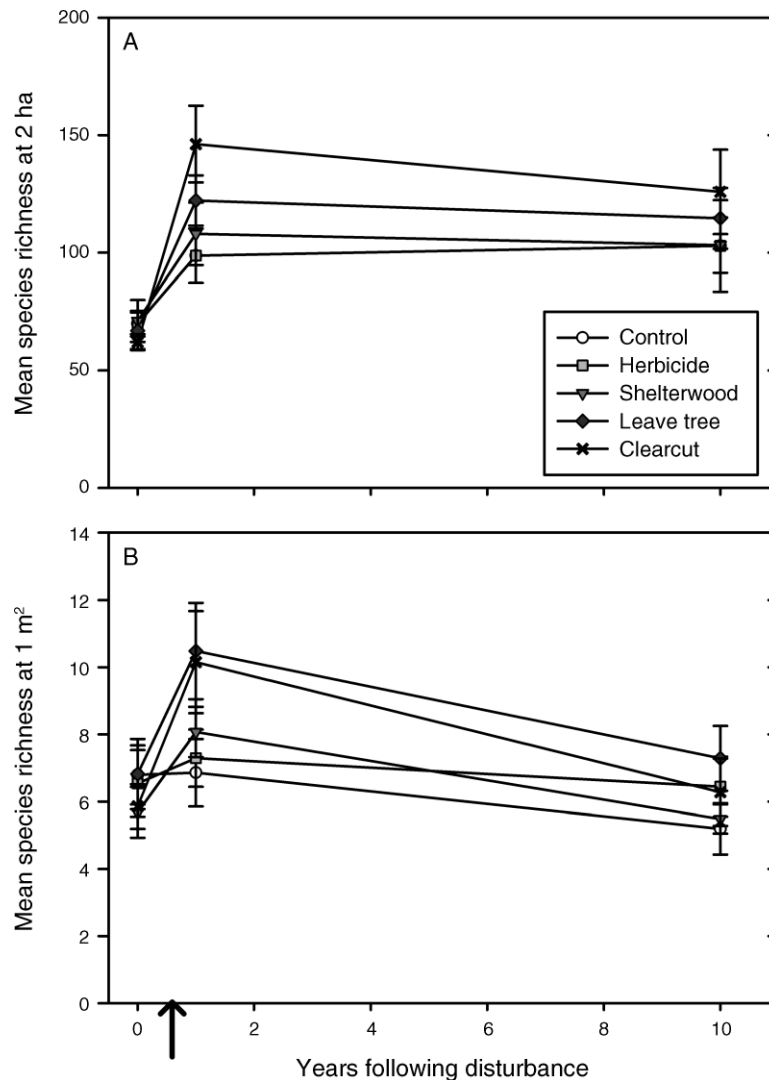 200
A
150
100
50
0
Mean species richness at 2 ha
Control
Herbicide
Shelterwood
Leave tree
Clearcut
14
B
12
10
8
6
4
2
0
Mean species richness at 1 m²
0 2 4 6 8 10
Years following disturbance